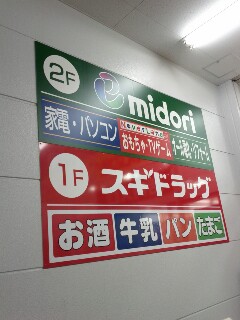 2F
midori
家電・パソコン
おもちゃ・TVゲーム
1F
スギドラッグ
お酒 牛乳 パン たまご